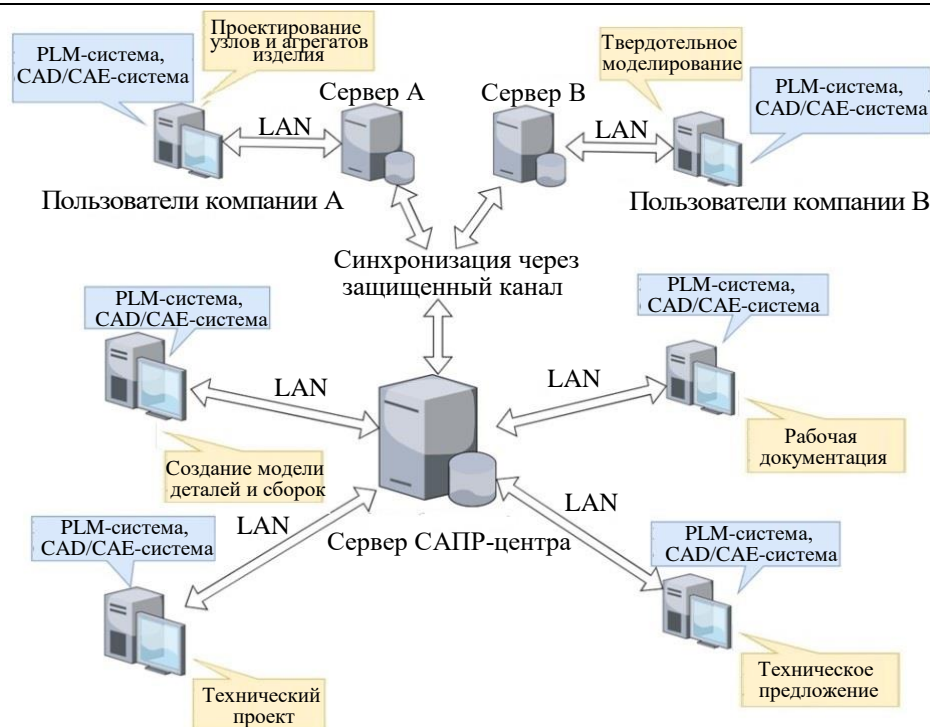 Проектирование
узлов и агрегатов
изделия
PLM-система,
CAD/CAE-система
Сервер А
LAN
Пользователи компании А
Сервер В
LAN
Твердотельное
моделирование
PLM-система,
CAD/CAE-система
Пользователи компании В
Синхронизация через
защищенный канал
PLM-система,
CAD/CAE-система
LAN
Создание модели
деталей и сборок
PLM-система,
CAD/CAE-система
LAN
Рабочая
документация
Сервер САПР-центра
PLM-система,
CAD/CAE-система
LAN
Технический
проект
LAN
PLM-система,
CAD/CAE-система
Техническое
предложение